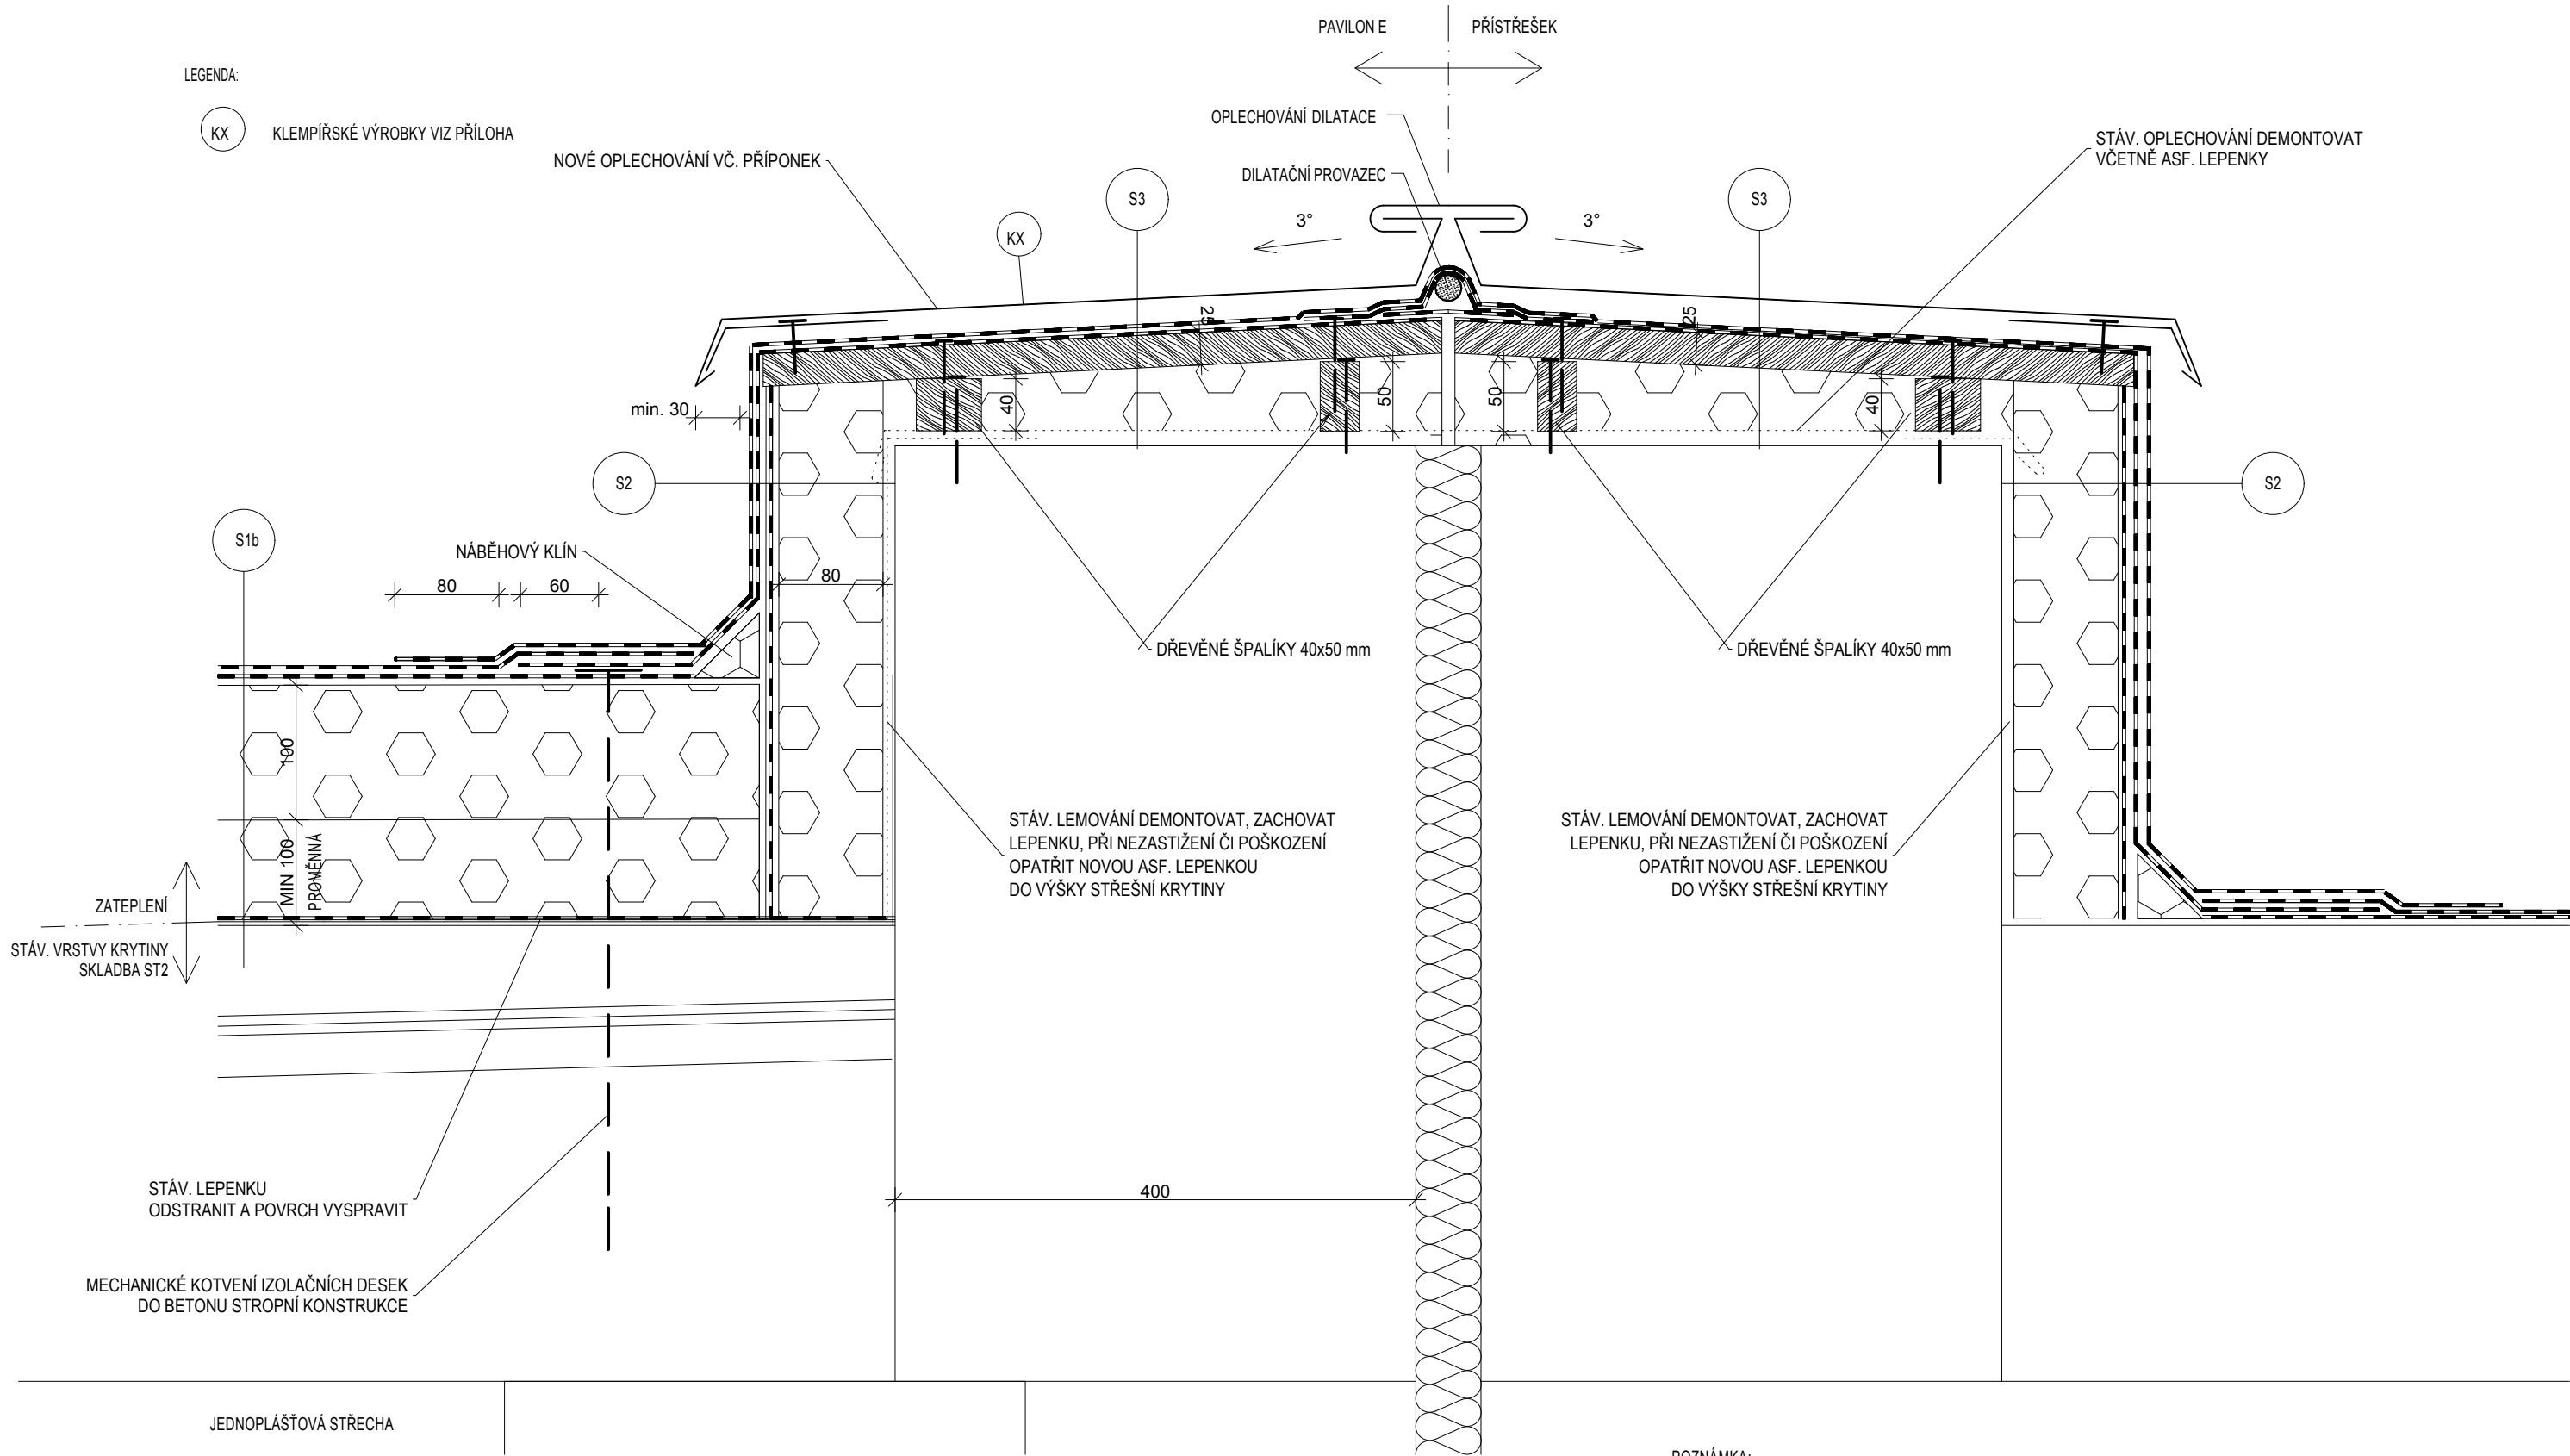 PAVILON E
PŘÍSTŘEŠEK
LEGENDA:
KX
KLEMPÍŘSKÉ VÝROBKY VIZ PŘÍLOHA
NOVÉ OPLECHOVÁNÍ VČ. PŘÍPONEK
OPLECHOVÁNÍ DILATACE
DILATAČNÍ PROVAZEC
STÁV. OPLECHOVÁNÍ DEMONTOVAT
VČETNĚ ASF. LEPENKY
S3
S3
KX
3°
3°
25
25
min. 30
40
50
50
40
S2
S2
S1b
NÁBĚHOVÝ KLÍN
80
60
80
DŘEVĚNÉ ŠPALÍKY 40x50 mm
DŘEVĚNÉ ŠPALÍKY 40x50 mm
100
MIN 100
PROMĚNNÁ
STÁV. LEMOVÁNÍ DEMONTOVAT, ZACHOVAT
LEPENKU, PŘI NEZASTIŽENÍ ČI POŠKOZENÍ
OPATŘIT NOVOU ASF. LEPENKOU
DO VÝŠKY STŘEŠNÍ KRYTINY
STÁV. LEMOVÁNÍ DEMONTOVAT, ZACHOVAT
LEPENKU, PŘI NEZASTIŽENÍ ČI POŠKOZENÍ
OPATŘIT NOVOU ASF. LEPENKOU
DO VÝŠKY STŘEŠNÍ KRYTINY
ZATEPLENÍ
STÁV. VRSTVY KRYTINY
SKLADBA ST2
STÁV. LEPENKU
ODSTRANIT A POVRCH VYSPRAVIT
400
MECHANICKÉ KOTVENÍ IZOLAČNÍCH DESEK
DO BETONU STROPNÍ KONSTRUKCE
JEDNOPLÁŠŤOVÁ STŘECHA
POZNÁMKA: